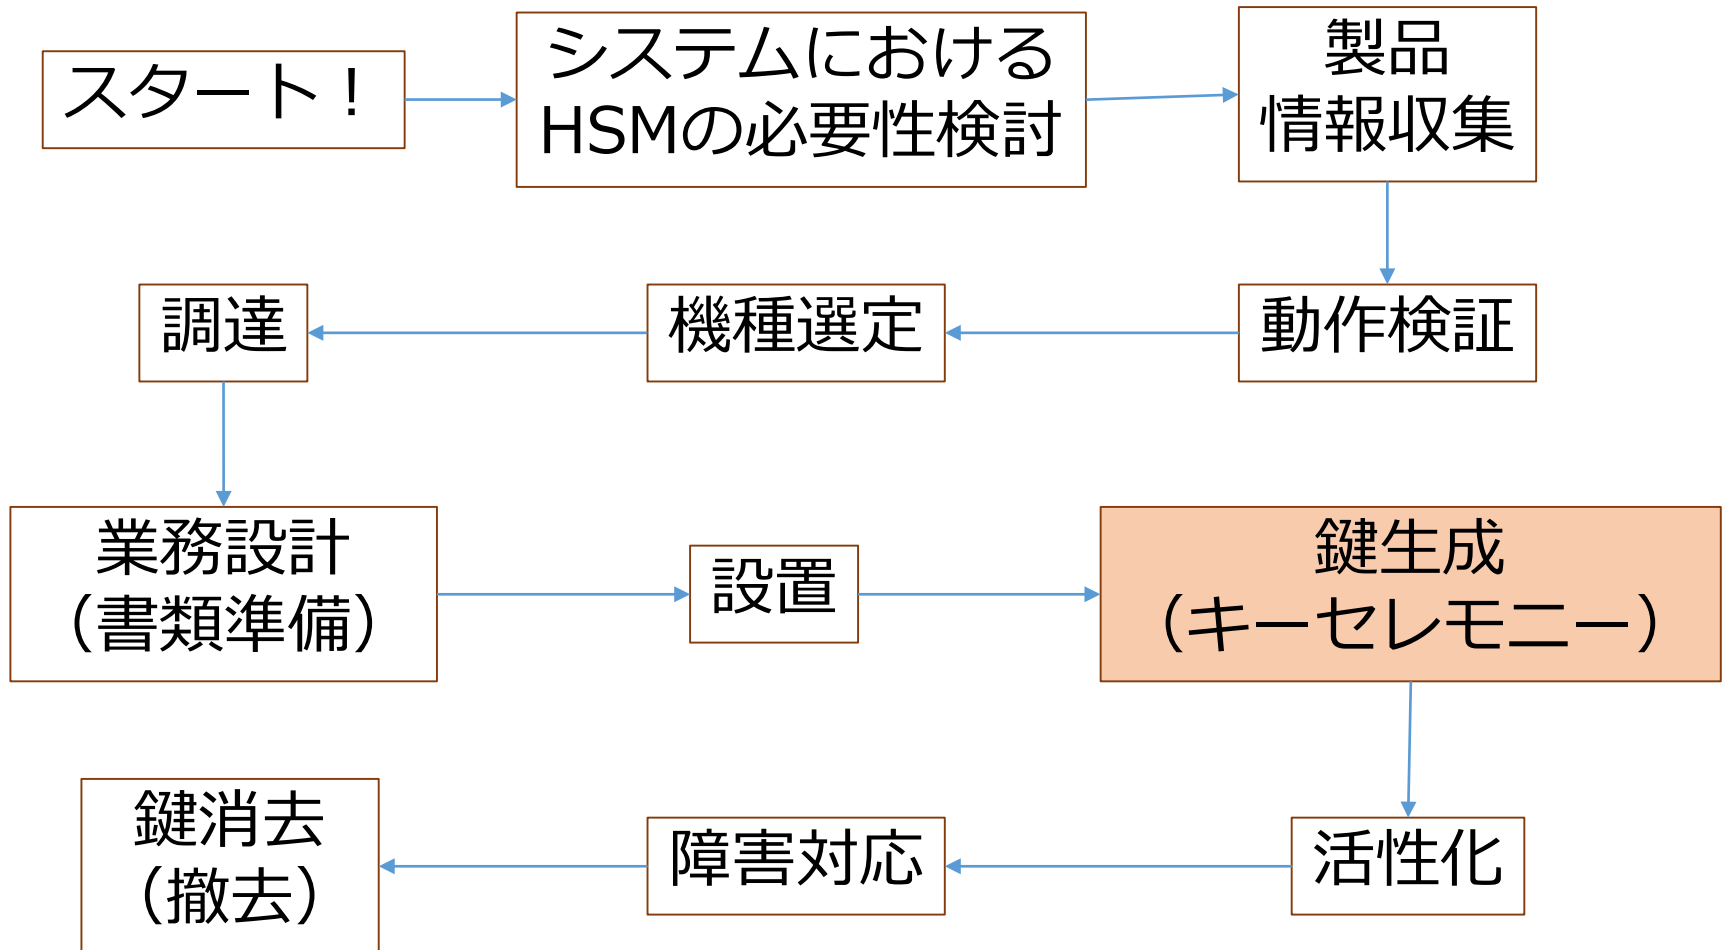 スタート！
システムにおける
HSMの必要性検討
製品
情報収集
動作検証
機種選定
調達
業務設計
（書類準備）
設置
鍵生成
（キーセレモニー）
活性化
障害対応
鍵消去
（撤去）